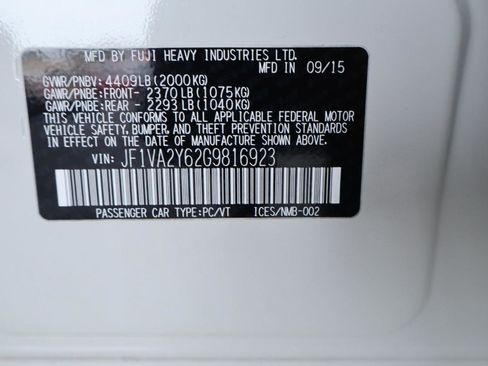 MFD BY FUJI HEAVY INDUSTRIES LTD.
MFD IN 09/15
GVWR/PNBV: 4409LB(2000KG)
GAWR/PNBE:FRONT- 2370LB(1075KG)
GAWR/PNBE:REAR - 2293LB(1040KG)
THIS VEHICLE CONFORMS TO ALL APPLICABLE FEDERAL MOTOR
VEHICLE SAFETY, BUMPER, AND THEFT PREVENTION STANDARDS
IN EFFECT ON THE DATE OF MANUFACTURE SHOWN ABOVE.
VIN: JF1VA2Y62G9816923
PASSENGER CAR TYPE:PC/VT ICES/NMB-002